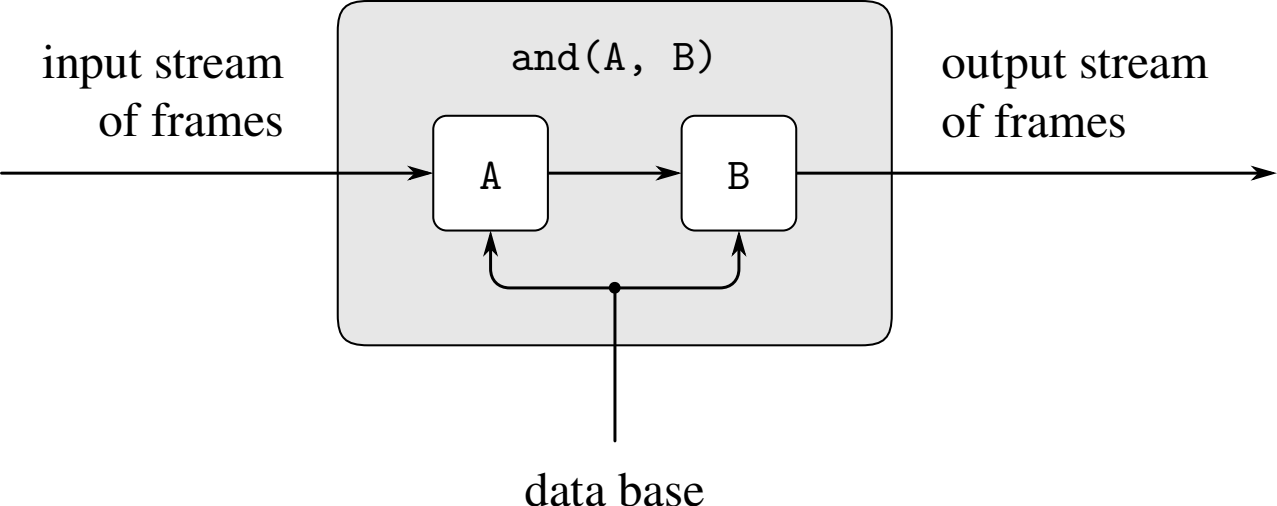 input stream
of frames
and(A, B)
output stream
of frames
A
B
data base